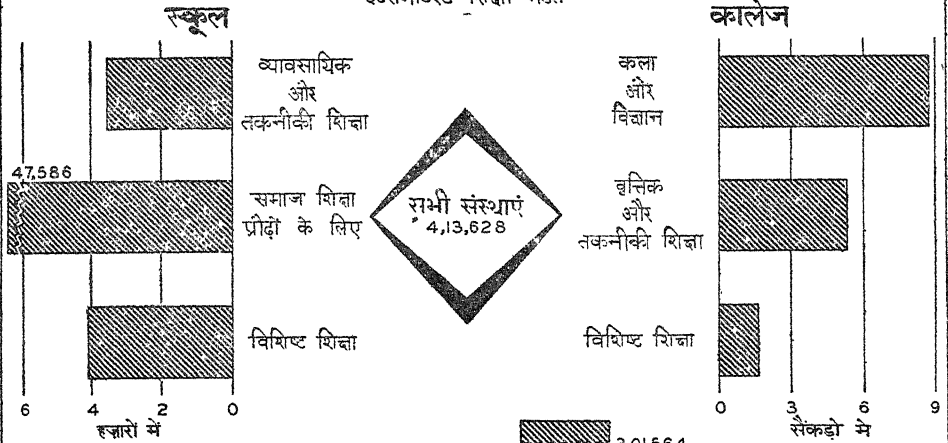 स्कूल
कालेज
व्यावसायिक
और
तकनीकी शिक्षा
कला
और
विज्ञान
47,586
समाज शिक्षा
प्रौढ़ों के लिए
सभी संस्थाएं
4,13,628
वृत्तिक
और
तकनीकी शिक्षा
विशिष्ट शिक्षा
विशिष्ट शिक्षा
6 4 2 0
हज़ारों में
0 3 6 9
सैंकड़ो मे